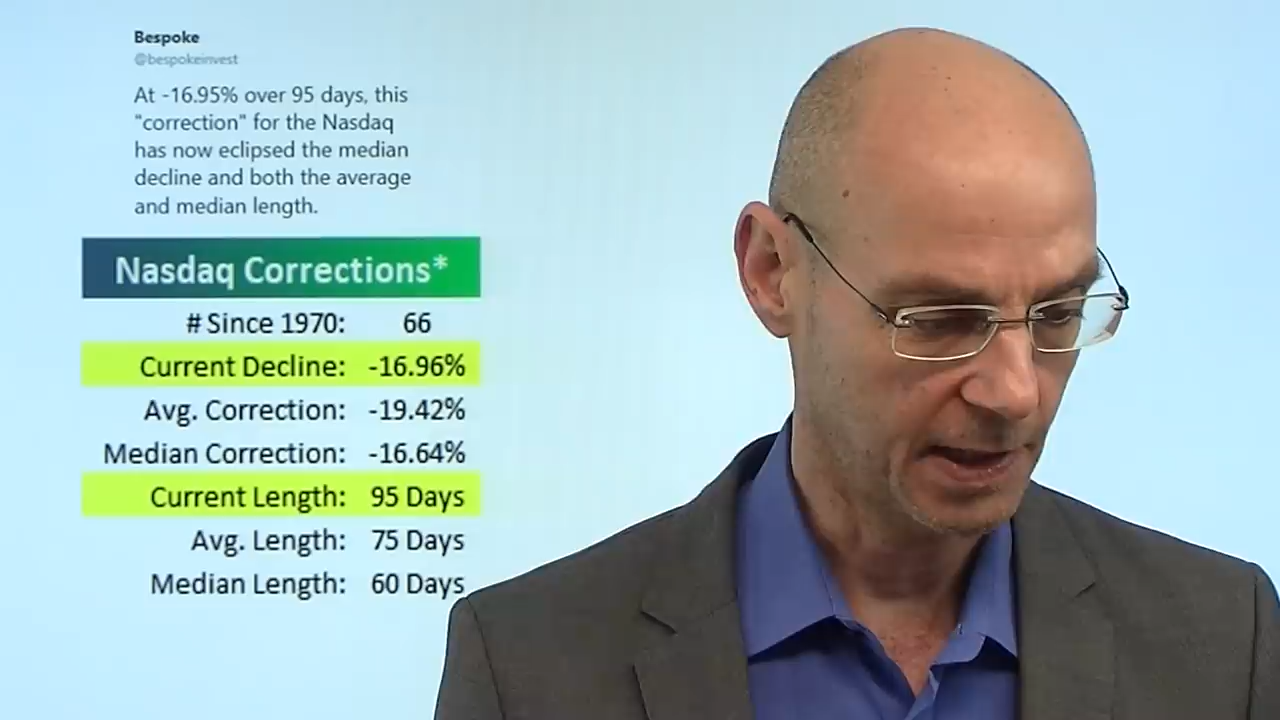 Bespoke
@bespokeinvest
At -16.95% over 95 days, this
"correction" for the Nasdaq
has now eclipsed the median
decline and both the average
and median length.
Nasdaq Corrections*
# Since 1970: 66
Current Decline: -16.96%
Avg. Correction: -19.42%
Median Correction: -16.64%
Current Length: 95 Days
Avg. Length: 75 Days
Median Length: 60 Days